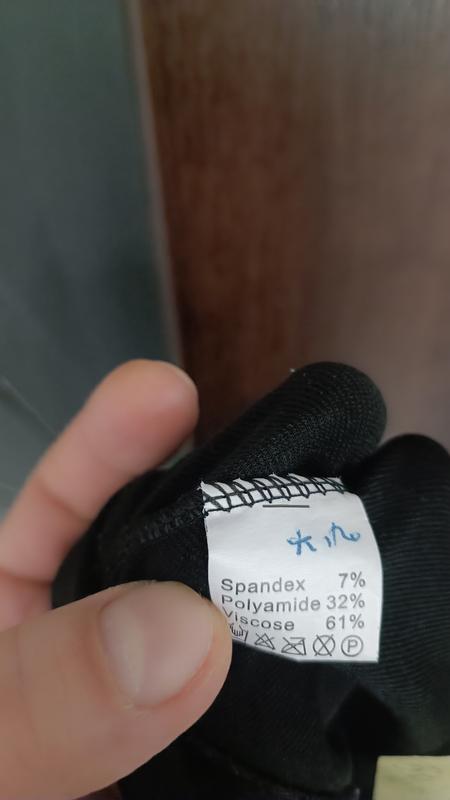 Spandex 7%
Polyamide 32%
Viscose 61%
P